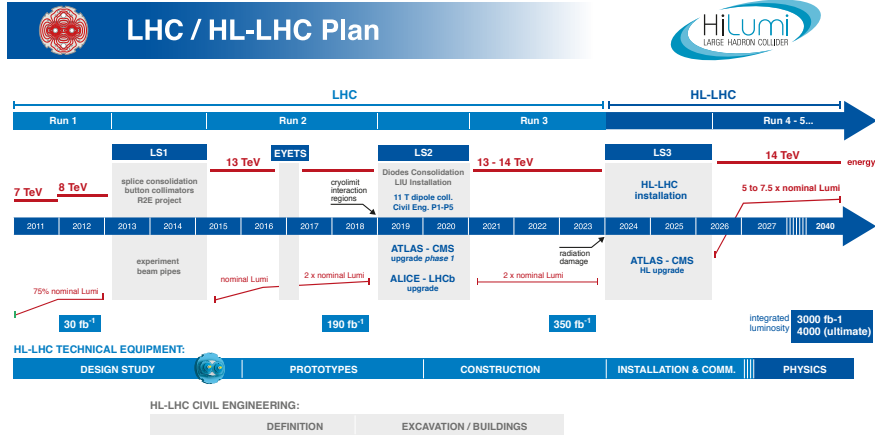 LHC / HL-LHC Plan
HiLumi
LARGE HADRON COLLIDER
LHC
HL-LHC
Run 1
Run 2
Run 3
Run 4 - 5...
LS1
EYETS
LS2
LS3
13 TeV
13 - 14 TeV
14 TeV
energy
7 TeV
8 TeV
splice consolidation
button collimators
R2E project
cryolimit
interaction
regions
Diodes Consolidation
LIU Installation
11 T dipole coll.
Civil Eng. P1-P5
HL-LHC
installation
5 to 7.5 x nominal Lumi
2011 2012 2013 2014 2015 2016 2017 2018 2019 2020 2021 2022 2023 2024 2025 2026 2027 2040
experiment
beam pipes
ATLAS - CMS
upgrade phase 1
ALICE - LHCb
upgrade
radiation
damage
ATLAS - CMS
HL upgrade
75% nominal Lumi
nominal Lumi
2 x nominal Lumi
2 x nominal Lumi
30 fb-1
190 fb-1
350 fb-1
integrated
luminosity
3000 fb-1
4000 (ultimate)
HL-LHC TECHNICAL EQUIPMENT:
DESIGN STUDY
PROTOTYPES
CONSTRUCTION
INSTALLATION & COMM.
PHYSICS
HL-LHC CIVIL ENGINEERING:
DEFINITION
EXCAVATION / BUILDINGS